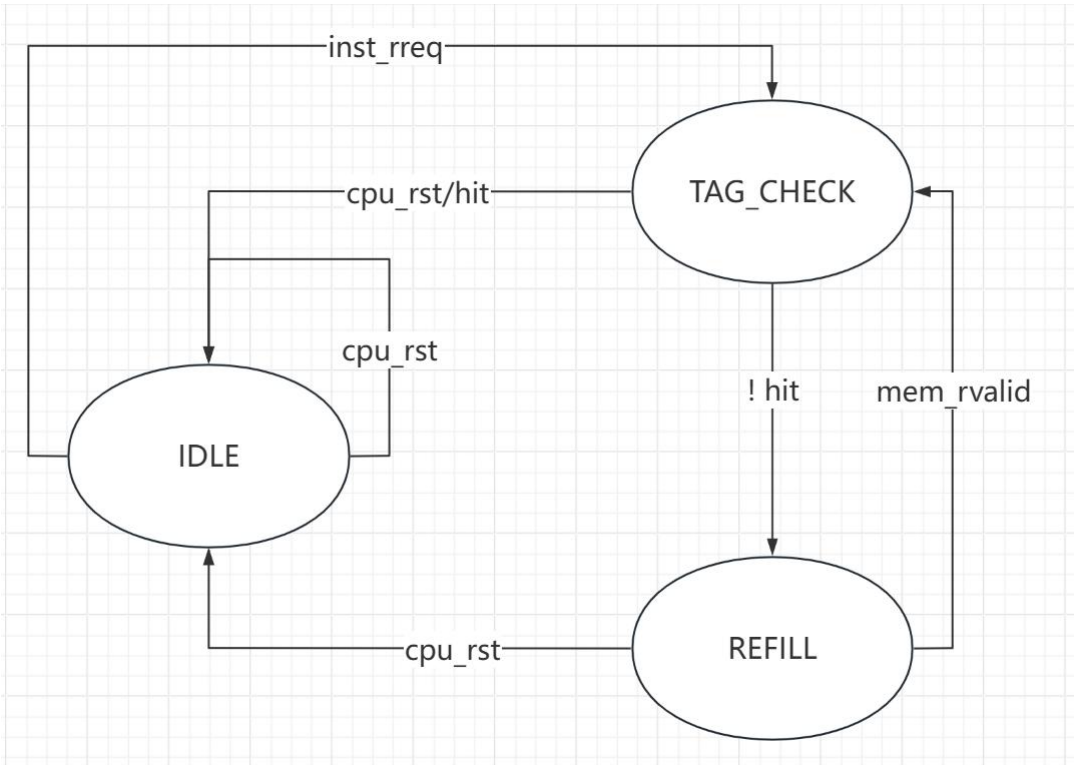 inst_rreq
TAG_CHECK
cpu_rst/hit
cpu_rst
! hit
mem_rvalid
IDLE
REFILL
cpu_rst